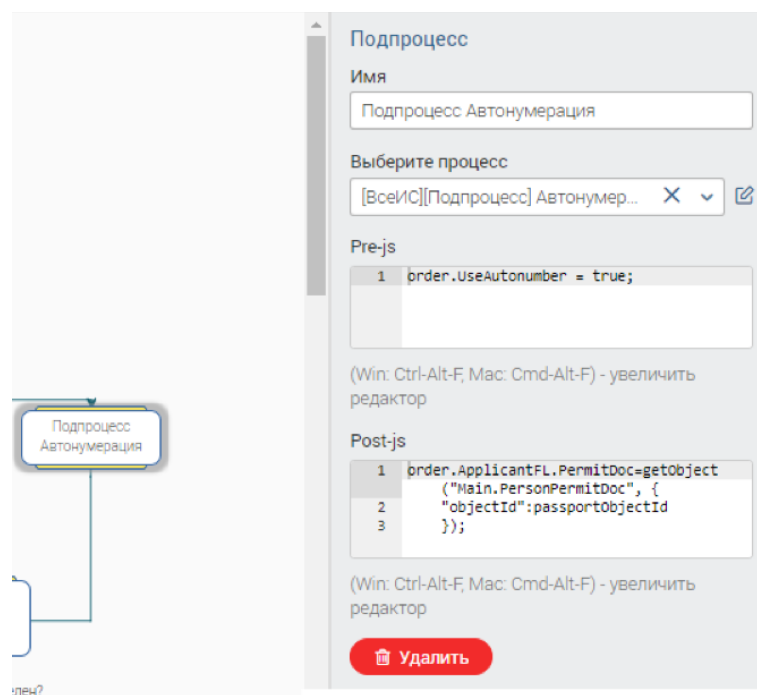 Подпроцесс
Имя
Подпроцесс Автонумерация
Выберите процесс
[ВсеИС][Подпроцесс] Автонумер...
Pre-js
1 order.UseAutonumber = true;
(Win: Ctrl-Alt-F, Mac: Cmd-Alt-F) - увеличить
редактор
Post-js
1 order.ApplicantFL.PermitDoc=getObject
("Main.PersonPermitDoc", {
2 "objectId":passportObjectId
3 });
(Win: Ctrl-Alt-F, Mac: Cmd-Alt-F) - увеличить
редактор
Удалить
Подпроцесс
Автонумерация